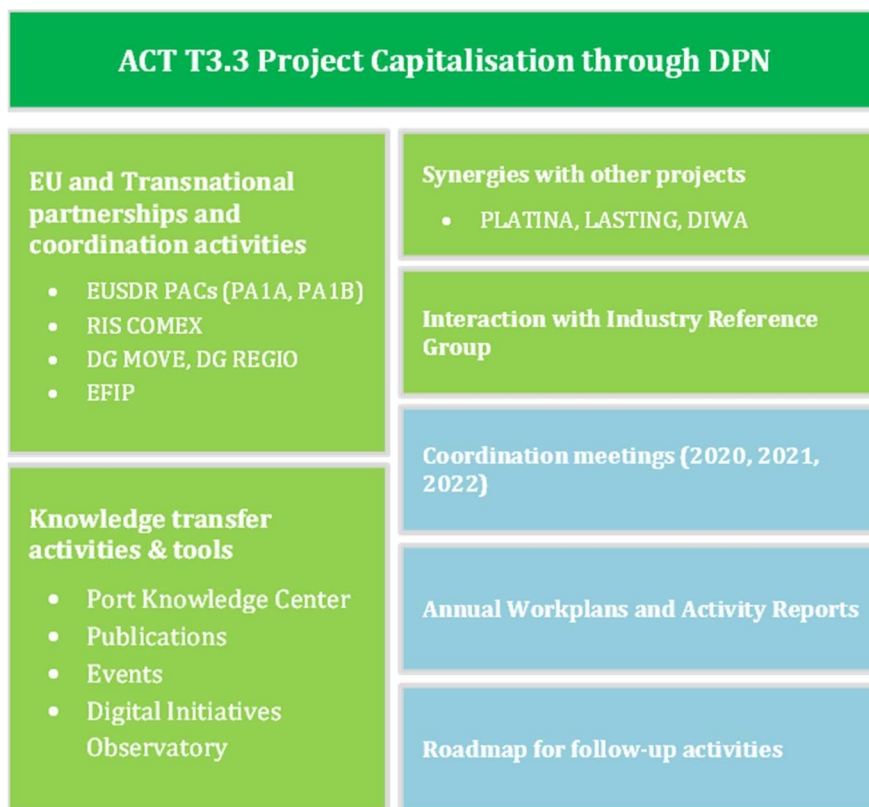 ACT T3.3 Project Capitalisation through DPN
EU and Transnational
partnerships and
coordination activities
• EUSDR PACs (PA1A, PA1B)
• RIS COMEX
• DG MOVE, DG REGIO
• EFIP
Knowledge transfer
activities & tools
• Port Knowledge Center
• Publications
• Events
• Digital Initiatives
Observatory
Synergies with other projects
• PLATINA, LASTING, DIWA
Interaction with Industry Reference
Group
Coordination meetings (2020, 2021,
2022)
Annual Workplans and Activity Reports
Roadmap for follow-up activities